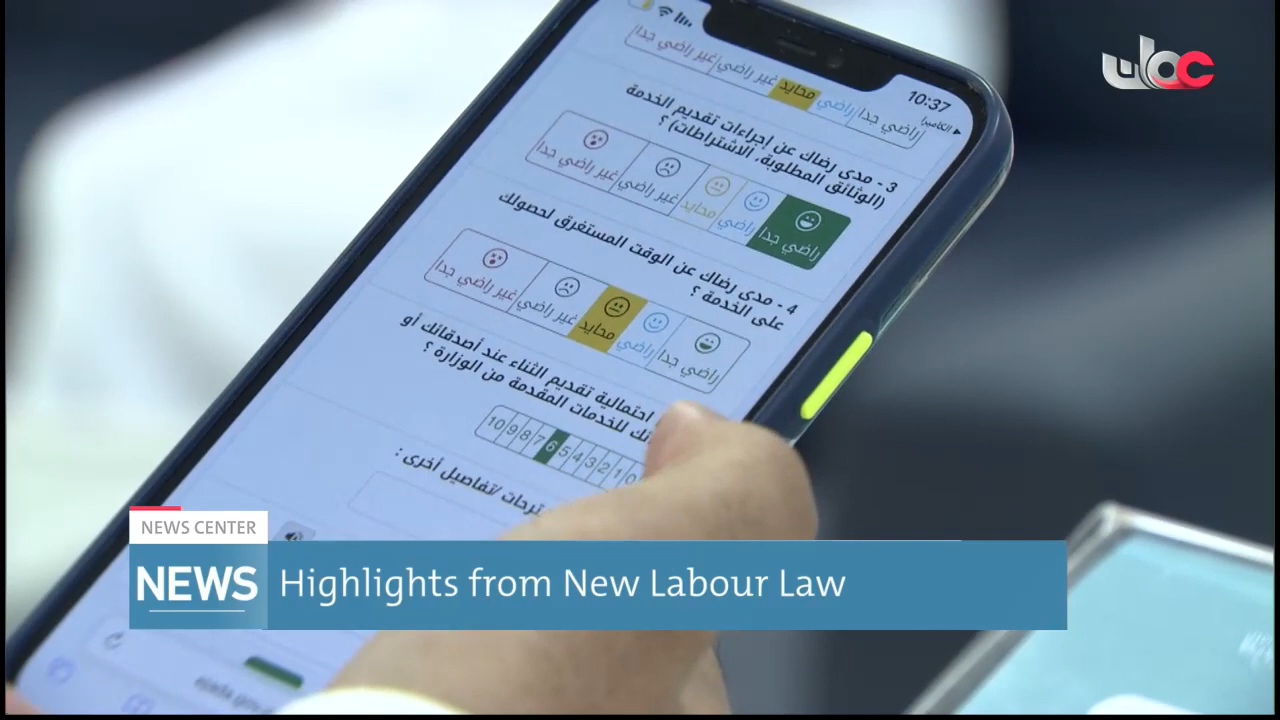 عمان
10:37
◂ الكاميرا
راضي جدا راضي محايد غير راضي غير راضي جدا
3 - مدى رضاك عن إجراءات تقديم الخدمة
(الوثائق المطلوبة، الاشتراطات) ؟
راضي جدا راضي محايد غير راضي غير راضي جدا
4 - مدى رضاك عن الوقت المستغرق لحصولك
على الخدمة ؟
راضي جدا راضي محايد غير راضي غير راضي جدا
احتمالية تقديم الثناء عند أصدقائك أو
للخدمات المقدمة من الوزارة ؟
10 9 8 7 6 5 4 3 2 1 0
/تفاصيل أخرى :
NEWS CENTER
NEWS Highlights from New Labour Law